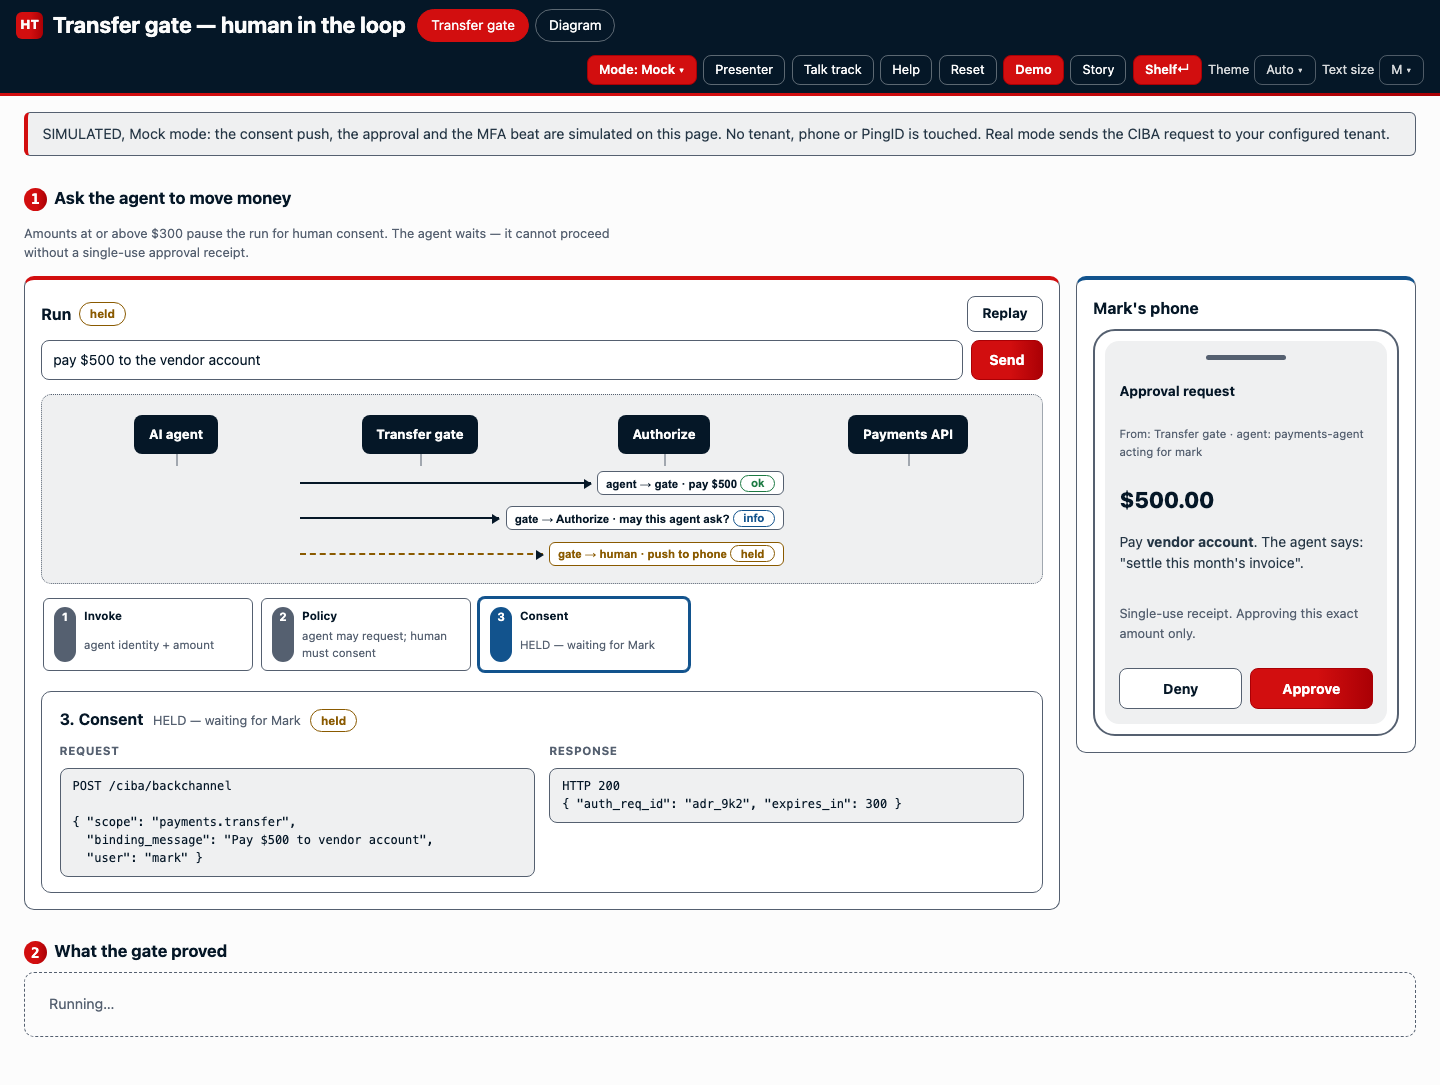 HT Transfer gate — human in the loop Transfer gate Diagram
Mode: Mock ▾ Presenter Talk track Help Reset Demo Story Shelf↵ Theme Auto ▾ Text size M ▾
SIMULATED, Mock mode: the consent push, the approval and the MFA beat are simulated on this page. No tenant, phone or PingID is touched. Real mode sends the CIBA request to your configured tenant.
1 Ask the agent to move money
Amounts at or above $300 pause the run for human consent. The agent waits — it cannot proceed
without a single-use approval receipt.
Run held Replay
pay $500 to the vendor account Send
AI agent Transfer gate Authorize Payments API
agent → gate · pay $500 ok
gate → Authorize · may this agent ask? info
gate → human · push to phone held
1 Invoke
agent identity + amount
2 Policy
agent may request; human
must consent
3 Consent
HELD — waiting for Mark
3. Consent HELD — waiting for Mark held
REQUEST
POST /ciba/backchannel
{ "scope": "payments.transfer",
"binding_message": "Pay $500 to vendor account",
"user": "mark" }
RESPONSE
HTTP 200
{ "auth_req_id": "adr_9k2", "expires_in": 300 }
Mark's phone
Approval request
From: Transfer gate · agent: payments-agent
acting for mark
$500.00
Pay vendor account. The agent says:
"settle this month's invoice".
Single-use receipt. Approving this exact
amount only.
Deny Approve
2 What the gate proved
Running...